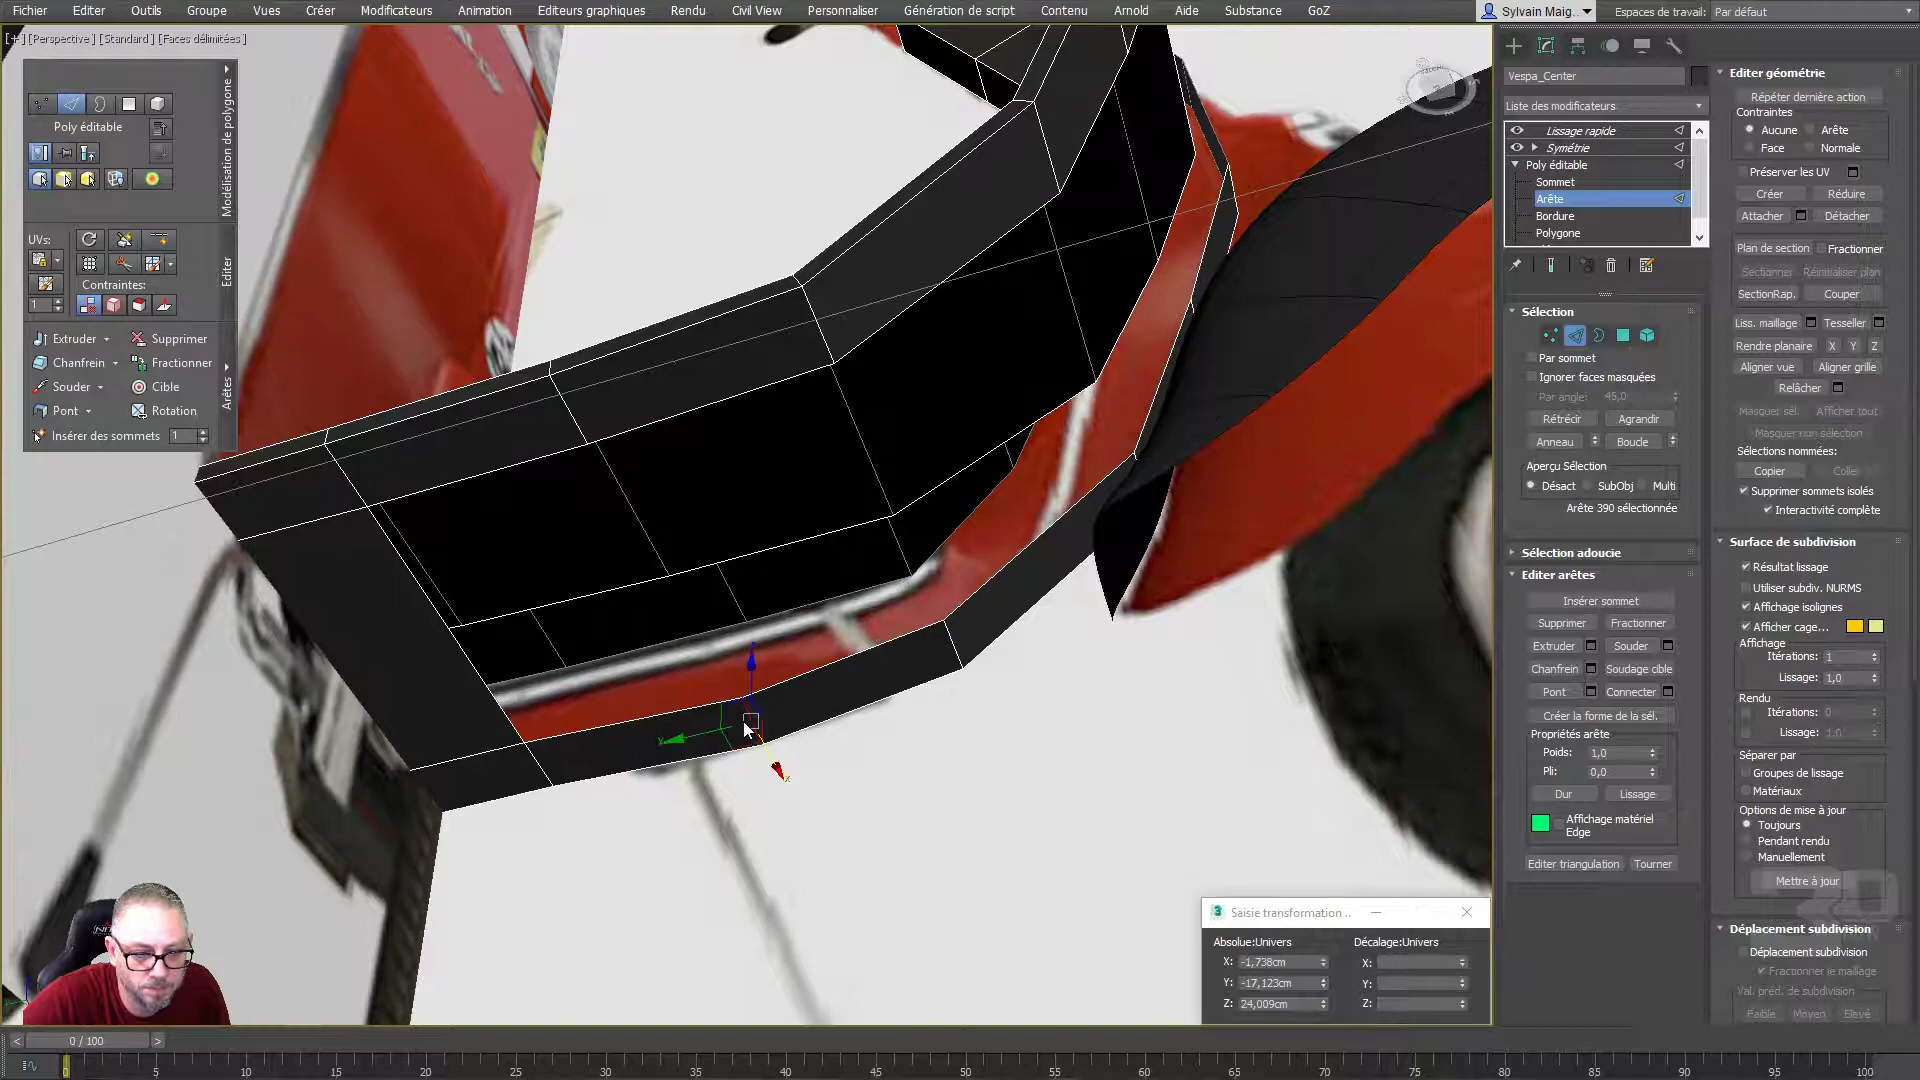 Fichier Editer Outils Groupe Vues Créer Modificateurs Animation Editeurs graphiques Rendu Civil View Personnaliser Génération de script Contenu Arnold Aide Substance GoZ Sylvain Maig... Espaces de travail: Par défaut
[+] [Perspective] [Standard] [Faces délimitées]
Modélisation de polygone
Poly éditable
UVs:
Editer
1
Contraintes:
Extruder Supprimer
Chanfrein Fractionner
Souder Cible
Arêtes
Pont Rotation
Insérer des sommets 1
Vespa_Center
Liste des modificateurs
Lissage rapide
Symétrie
Poly éditable
Sommet
Arête
Bordure
Polygone
Sélection
Par sommet
Ignorer faces masquées
Par angle: 45,0
Rétrécir Agrandir
Anneau Boucle
Aperçu Sélection
Désact SubObj Multi
Arête 390 sélectionnée
Sélection adoucie
Editer arêtes
Insérer sommet
Supprimer Fractionner
Extruder Souder
Chanfrein Soudage cible
Pont Connecter
Créer la forme de la sél.
Propriétés arête
Poids: 1,0
Pli: 0,0
Dur Lissage
Affichage matériel
Edge
Editer triangulation Tourner
Editer géométrie
Répéter dernière action
Contraintes
Aucune Arête
Face Normale
Préserver les UV
Créer Réduire
Attacher Détacher
Plan de section Fractionner
Sectionner Réinitialiser plan
SectionRap. Couper
Liss. maillage Tesseller
Rendre planaire X Y Z
Aligner vue Aligner grille
Relâcher
Masquer sél. Afficher tout
Masquer non sélection
Sélections nommées:
Copier
Supprimer sommets isolés
Interactivité complète
Surface de subdivision
Résultat lissage
Utiliser subdiv. NURMS
Affichage isolignes
Afficher cage...
Affichage
Itérations: 1
Lissage: 1,0
Rendu
Itérations: 0
Lissage: 1,0
Séparer par
Groupes de lissage
Matériaux
Options de mise à jour
Toujours
Pendant rendu
Manuellement
Mettre à jour
Déplacement subdivision
Déplacement subdivision
Fractionner le maillage
Val. préd. de subdivision
Faible Moyen Elevé
y
x
3 Saisie transformation ...
Absolue:Univers Décalage:Univers
X: -1,738cm X:
Y: -17,123cm Y:
Z: 24,009cm Z:
< 0 / 100 >
0 5 10 15 20 25 30 35 40 45 50 55 60 65 70 75 80 85 90 95 100